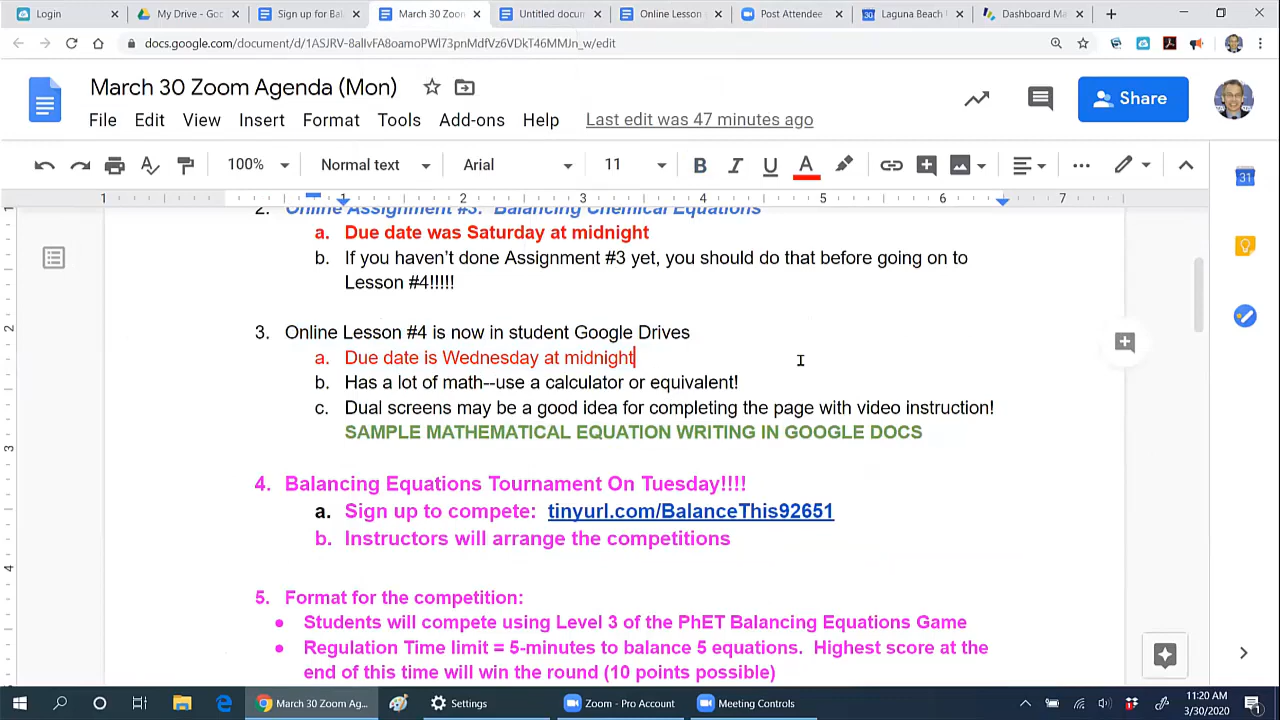 Login
My Drive - Goo
Sign up for Bal
March 30 Zoom
Untitled docum
Online Lesson
Post Attendee
Laguna Beach
Dashboard Ma
docs.google.com/document/d/1ASJRV-8allvFA8oamoPWl73pnMdfVz6VDkT46MMJn_w/edit
March 30 Zoom Agenda (Mon)
File Edit View Insert Format Tools Add-ons Help Last edit was 47 minutes ago
Share
100% Normal text Arial 11
1 1 2 3 4 5 6 7
2. Online Assignment #3: Balancing Chemical Equations
a. Due date was Saturday at midnight
b. If you haven't done Assignment #3 yet, you should do that before going on to
Lesson #4!!!!!
3. Online Lesson #4 is now in student Google Drives
a. Due date is Wednesday at midnight
b. Has a lot of math--use a calculator or equivalent!
c. Dual screens may be a good idea for completing the page with video instruction!
SAMPLE MATHEMATICAL EQUATION WRITING IN GOOGLE DOCS
4. Balancing Equations Tournament On Tuesday!!!!
a. Sign up to compete: tinyurl.com/BalanceThis92651
b. Instructors will arrange the competitions
5. Format for the competition:
● Students will compete using Level 3 of the PhET Balancing Equations Game
● Regulation Time limit = 5-minutes to balance 5 equations. Highest score at the
end of this time will win the round (10 points possible)
March 30 Zoom Ag...
Settings
Zoom - Pro Account
Meeting Controls
11:20 AM
3/30/2020